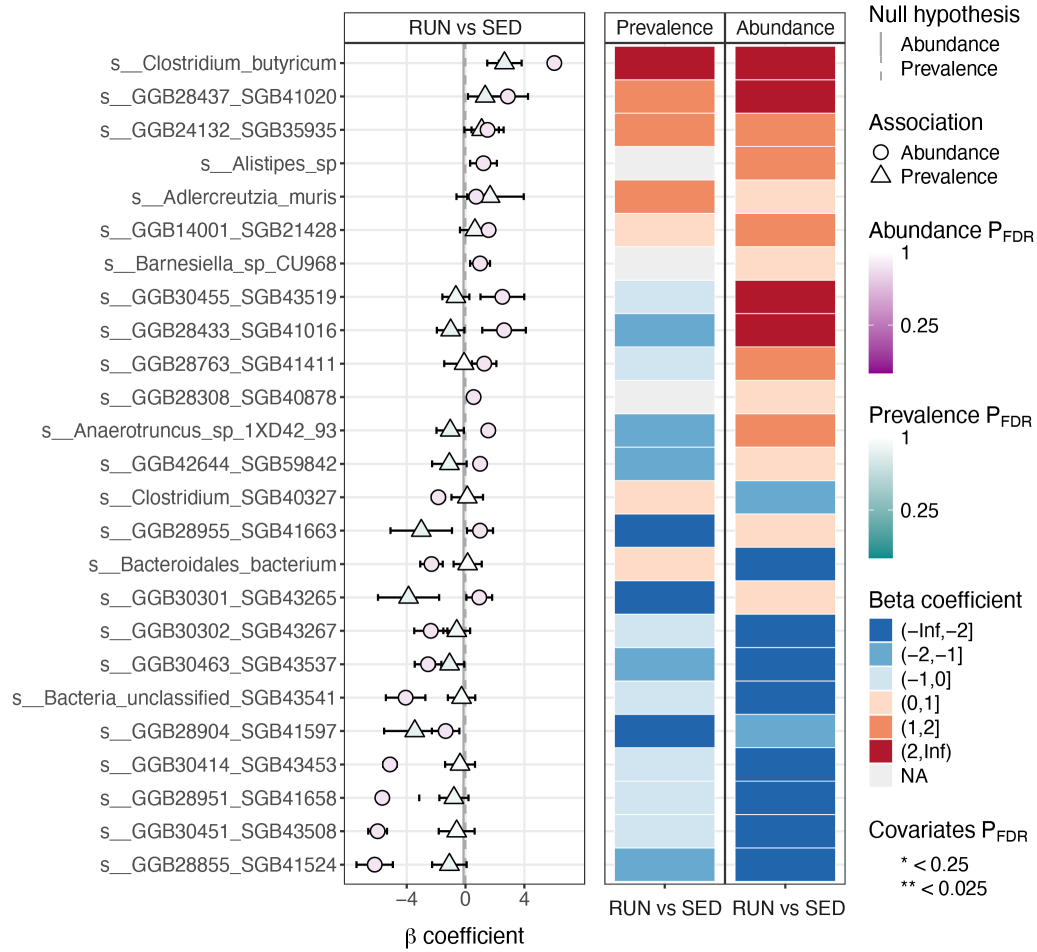 RUN vs SED
Prevalence
Abundance
s__Clostridium_butyricum
s__GGB28437_SGB41020
s__GGB24132_SGB35935
s__Alistipes_sp
s__Adlercreutzia_muris
s__GGB14001_SGB21428
s__Barnesiella_sp_CU968
s__GGB30455_SGB43519
s__GGB28433_SGB41016
s__GGB28763_SGB41411
s__GGB28308_SGB40878
s__Anaerotruncus_sp_1XD42_93
s__GGB42644_SGB59842
s__Clostridium_SGB40327
s__GGB28955_SGB41663
s__Bacteroidales_bacterium
s__GGB30301_SGB43265
s__GGB30302_SGB43267
s__GGB30463_SGB43537
s__Bacteria_unclassified_SGB43541
s__GGB28904_SGB41597
s__GGB30414_SGB43453
s__GGB28951_SGB41658
s__GGB30451_SGB43508
s__GGB28855_SGB41524
−4 0 4
β coefficient
RUN vs SED
RUN vs SED
Null hypothesis
Abundance
Prevalence
Association
Abundance
Prevalence
Abundance PFDR
1
0.25
Prevalence PFDR
1
0.25
Beta coefficient
(−Inf,−2]
(−2,−1]
(−1,0]
(0,1]
(1,2]
(2,Inf)
NA
Covariates PFDR
* < 0.25
** < 0.025